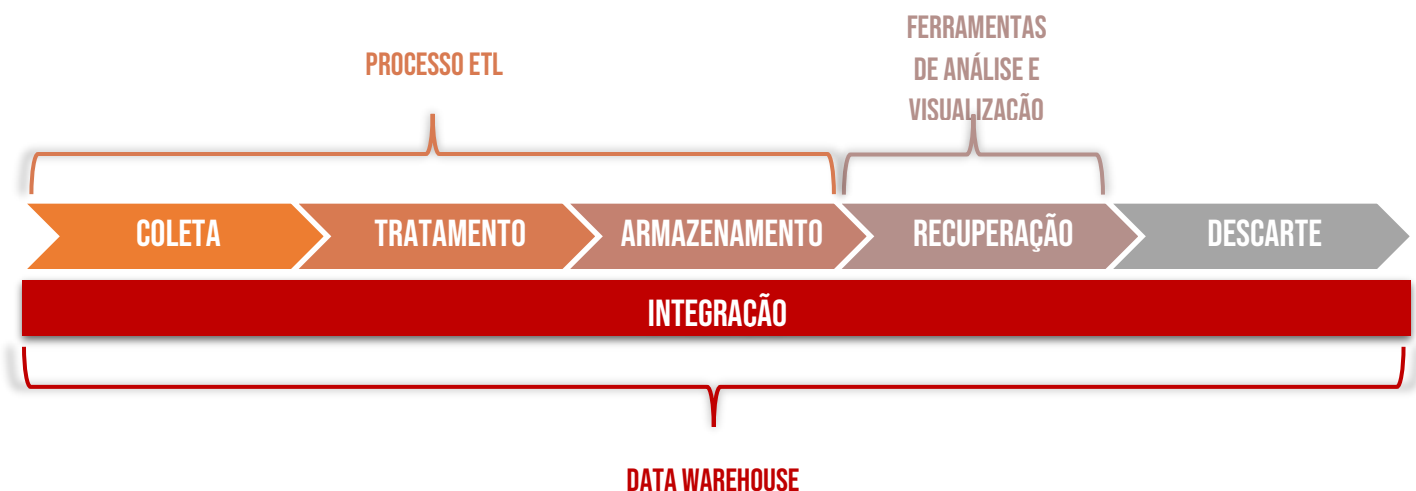 FERRAMENTAS
DE ANÁLISE E
VISUALIZAÇÃO
PROCESSO ETL
COLETA
TRATAMENTO
ARMAZENAMENTO
RECUPERAÇÃO
DESCARTE
INTEGRAÇÃO
DATA WAREHOUSE